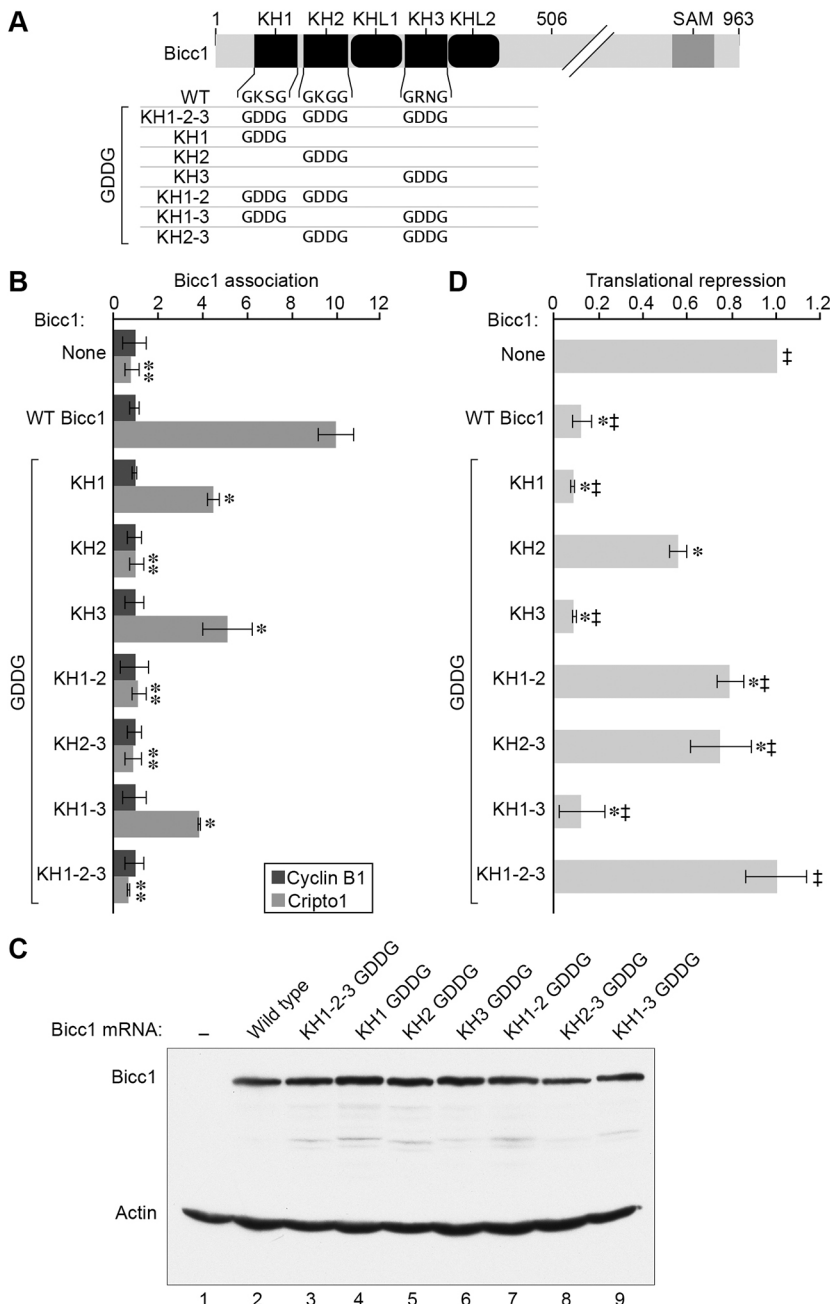 A
1 KH1 KH2 KHL1 KH3 KHL2 506 SAM 963
Bicc1
WT GKSG GKGG GRNG
KH1-2-3 GDDG GDDG GDDG
KH1 GDDG
KH2 GDDG
KH3 GDDG
KH1-2 GDDG GDDG
KH1-3 GDDG GDDG
KH2-3 GDDG GDDG
GDDG
B
Bicc1 association
0 2 4 6 8 10 12
Bicc1:
None **
WT Bicc1
KH1 *
KH2 **
KH3 *
KH1-2 **
KH2-3 **
KH1-3 *
KH1-2-3 **
GDDG
Cyclin B1
Cripto1
D
Translational repression
0 0.2 0.4 0.6 0.8 1.0 1.2
Bicc1:
None ‡
WT Bicc1 *‡
KH1 *‡
KH2 *
KH3 *‡
KH1-2 *‡
KH2-3 *‡
KH1-3 *‡
KH1-2-3 ‡
GDDG
C
Bicc1 mRNA: – Wild type KH1-2-3 GDDG KH1 GDDG KH2 GDDG KH3 GDDG KH1-2 GDDG KH2-3 GDDG KH1-3 GDDG
Bicc1
Actin
1 2 3 4 5 6 7 8 9